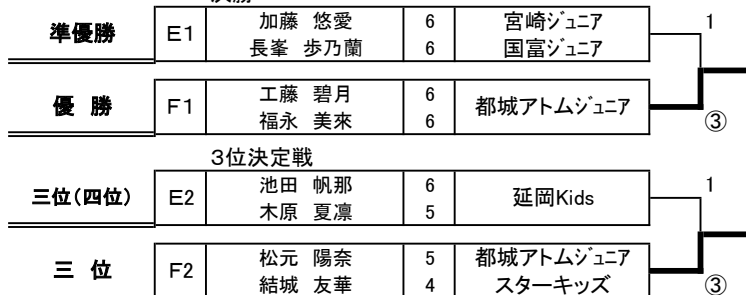 決勝
準優勝 E1 加藤 悠愛 6 宮崎ジュニア 1
長峯 歩乃蘭 6 国富ジュニア
優 勝 F1 工藤 碧月 6 都城アトムジュニア
福永 美來 6 ③
3位決定戦
三位(四位) E2 池田 帆那 6 延岡Kids 1
木原 夏凛 5
三 位 F2 松元 陽奈 5 都城アトムジュニア
結城 友華 4 スターキッズ ③